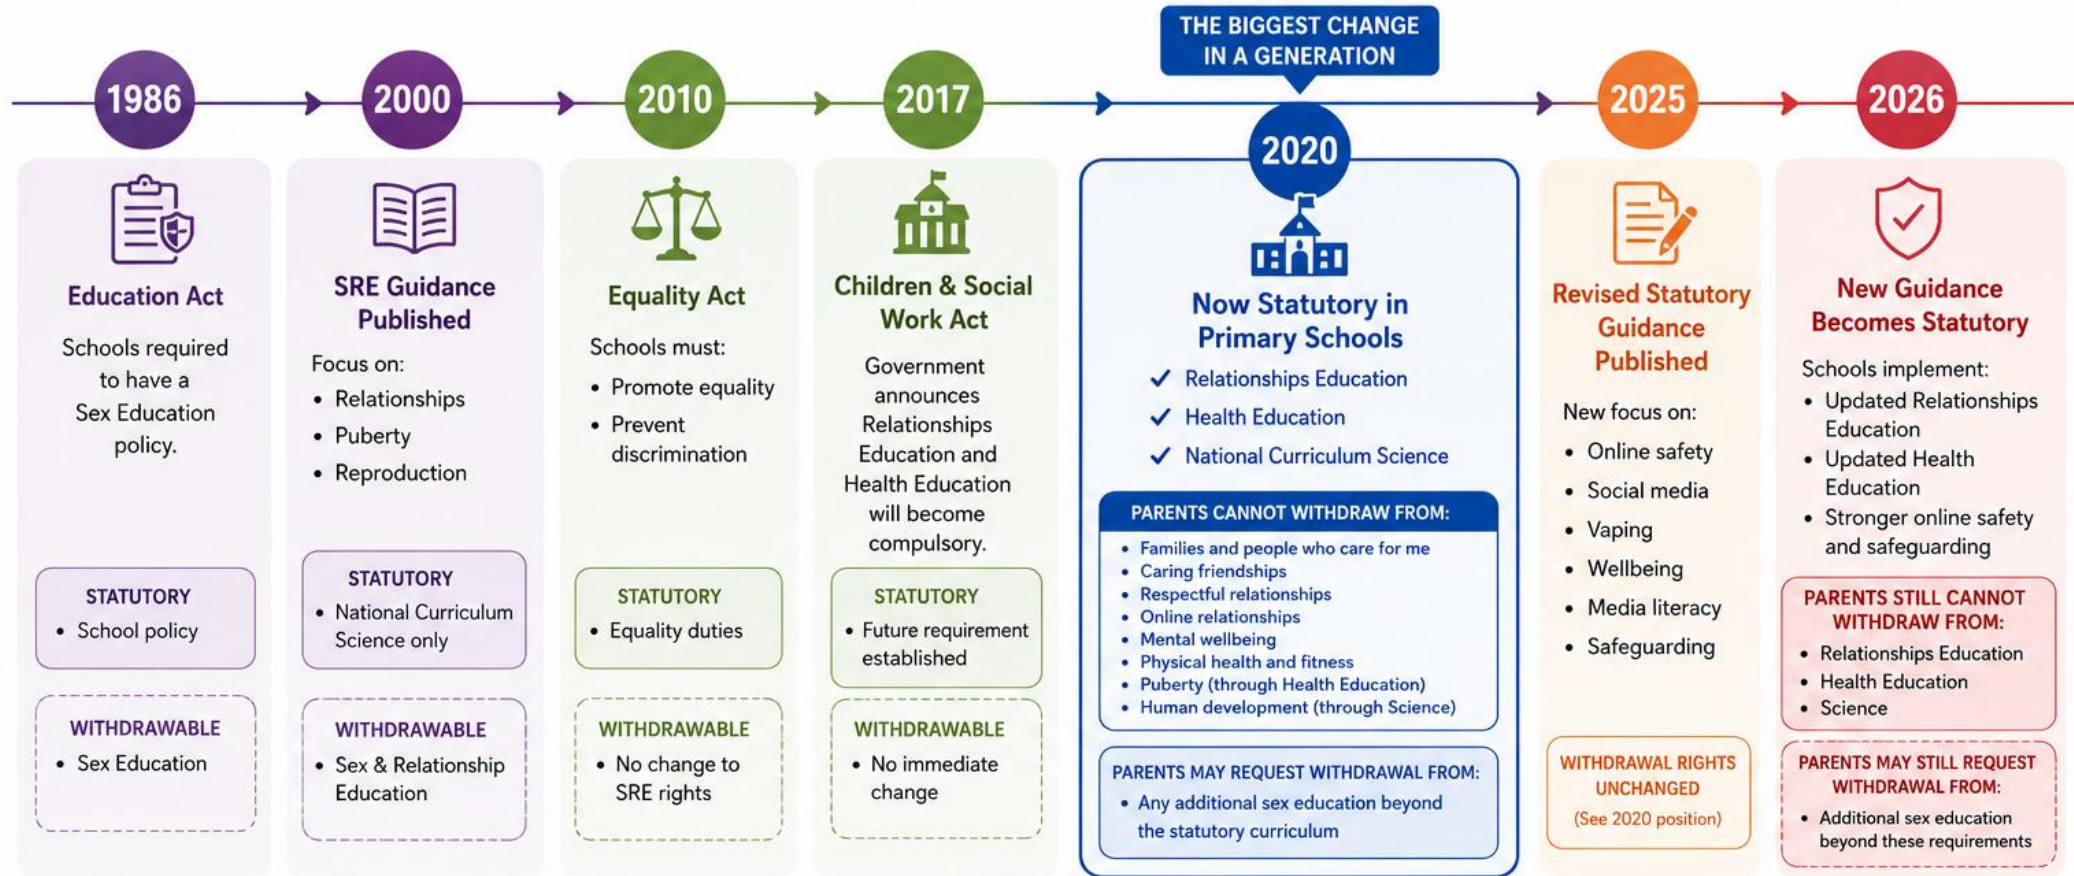 THE BIGGEST CHANGE
IN A GENERATION
1986
Education Act
Schools required
to have a
Sex Education
policy.
STATUTORY
• School policy
WITHDRAWABLE
• Sex Education
2000
SRE Guidance
Published
Focus on:
• Relationships
• Puberty
• Reproduction
STATUTORY
• National Curriculum
Science only
WITHDRAWABLE
• Sex & Relationship
Education
2010
Equality Act
Schools must:
• Promote equality
• Prevent
discrimination
STATUTORY
• Equality duties
WITHDRAWABLE
• No change to
SRE rights
2017
Children & Social
Work Act
Government
announces
Relationships
Education and
Health Education
will become
compulsory.
STATUTORY
• Future requirement
established
WITHDRAWABLE
• No immediate
change
2020
Now Statutory in
Primary Schools
✓ Relationships Education
✓ Health Education
✓ National Curriculum Science
PARENTS CANNOT WITHDRAW FROM:
• Families and people who care for me
• Caring friendships
• Respectful relationships
• Online relationships
• Mental wellbeing
• Physical health and fitness
• Puberty (through Health Education)
• Human development (through Science)
PARENTS MAY REQUEST WITHDRAWAL FROM:
• Any additional sex education beyond
the statutory curriculum
2025
Revised Statutory
Guidance
Published
New focus on:
• Online safety
• Social media
• Vaping
• Wellbeing
• Media literacy
• Safeguarding
WITHDRAWAL RIGHTS
UNCHANGED
(See 2020 position)
2026
New Guidance
Becomes Statutory
Schools implement:
• Updated Relationships
Education
• Updated Health
Education
• Stronger online safety
and safeguarding
PARENTS STILL CANNOT
WITHDRAW FROM:
• Relationships Education
• Health Education
• Science
PARENTS MAY STILL REQUEST
WITHDRAWAL FROM:
• Additional sex education
beyond these requirements